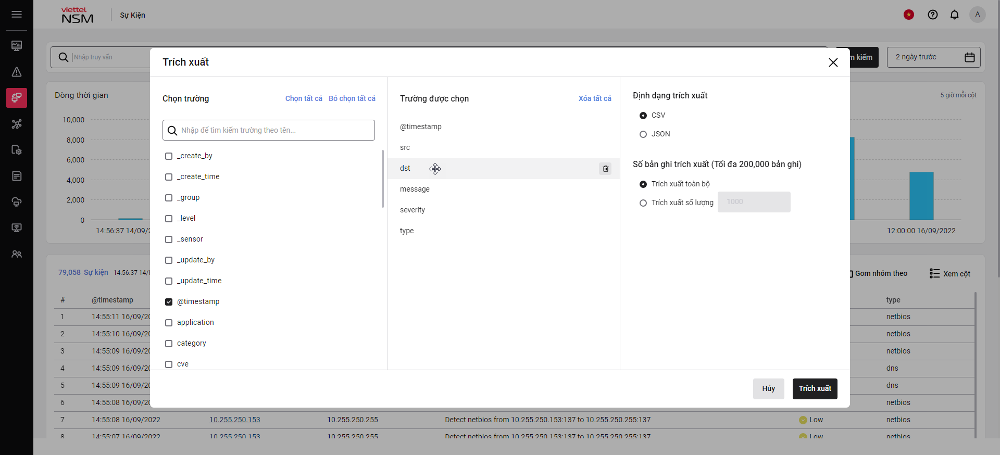 viettel
NSM
Sự Kiện
A
Nhập truy vấn
m kiếm
2 ngày trước
Dòng thời gian
5 giờ mỗi cột
10,000
8,000
6,000
4,000
2,000
0
14:56:37 14/09/2
12:00:00 16/09/2022
Trích xuất
Chọn trường
Chọn tất cả
Bỏ chọn tất cả
Nhập để tìm kiếm trường theo tên...
_create_by
_create_time
_group
_level
_sensor
_update_by
_update_time
@timestamp
application
category
cve
Trường được chọn
Xóa tất cả
@timestamp
src
dst
message
severity
type
Định dạng trích xuất
CSV
JSON
Số bản ghi trích xuất (Tối đa 200,000 bản ghi)
Trích xuất toàn bộ
Trích xuất số lượng 1000
Hủy
Trích xuất
79,058 Sự kiện 14:56:37 14/0
Gom nhóm theo
Xem cột
# @timestamp type
1 14:55:11 16/09/20 netbios
2 14:55:10 16/09/20 netbios
3 14:55:09 16/09/20 netbios
4 14:55:09 16/09/20 dns
5 14:55:09 16/09/20 dns
6 14:55:08 16/09/20 netbios
7 14:55:08 16/09/2022 10.255.250.153 10.255.250.255 Detect netbios from 10.255.250.153:137 to 10.255.250.255:137 Low netbios
8 14:55:07 16/09/2022 10.255.250.153 10.255.250.255 Detect netbios from 10.255.250.153:137 to 10.255.250.255:137 Low netbios